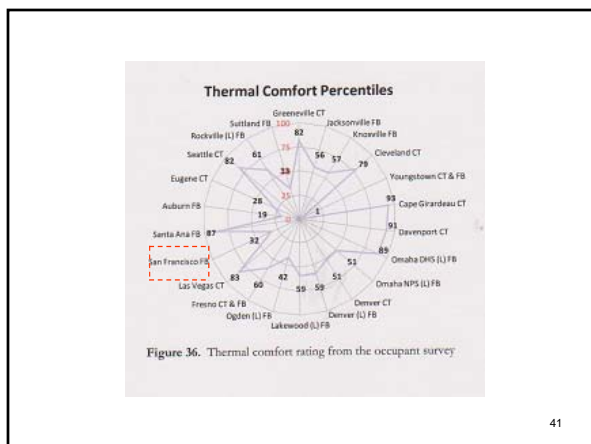 Thermal Comfort Percentiles
Greeneville CT
Suitland FB
100
Jacksonville FB
Rockville (L) FB
82
Knoxville FB
Seattle CT
61
75
56
57
Cleveland CT
82
79
Eugene CT
33
Youngstown CT & FB
28
25
93
Auburn FB
19
0
1
Cape Girardeau CT
Santa Ana FB
87
91
Davenport CT
32
89
San Francisco FB
Omaha DHS (L) FB
83
51
Las Vegas CT
60
42
51
Omaha NPS (L) FB
Fresno CT & FB
59
59
Denver CT
Ogden (L) FB
Denver (L) FB
Lakewood (L) FB
Figure 36. Thermal comfort rating from the occupant survey
41